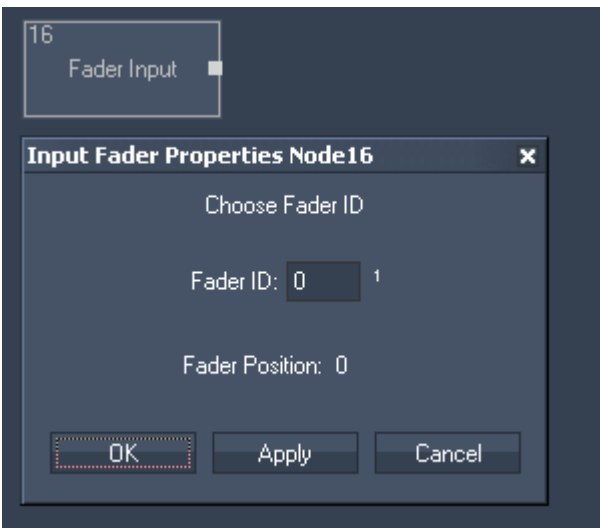 16
Fader Input
Input Fader Properties Node16
Choose Fader ID
Fader ID: 0 1
Fader Position: 0
OK Apply Cancel